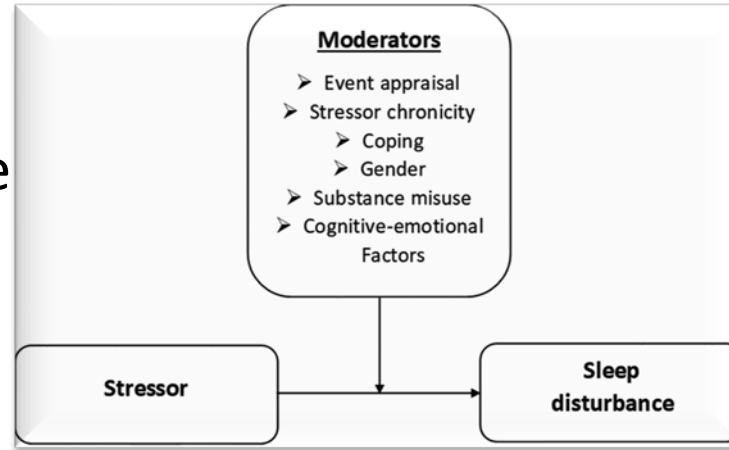 Moderators
➢ Event appraisal
➢ Stressor chronicity
➢ Coping
➢ Gender
➢ Substance misuse
➢ Cognitive-emotional
Factors
e
Stressor
Sleep
disturbance